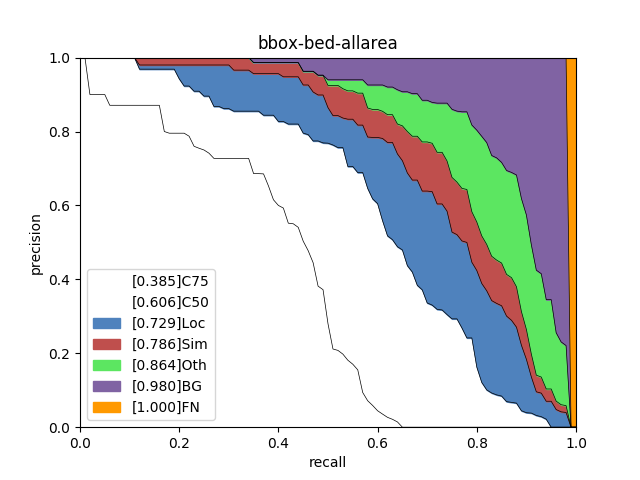 bbox-bed-allarea
precision
1.0
0.8
0.6
0.4
0.2
0.0
[0.385]C75
[0.606]C50
[0.729]Loc
[0.786]Sim
[0.864]Oth
[0.980]BG
[1.000]FN
0.0 0.2 0.4 0.6 0.8 1.0
recall